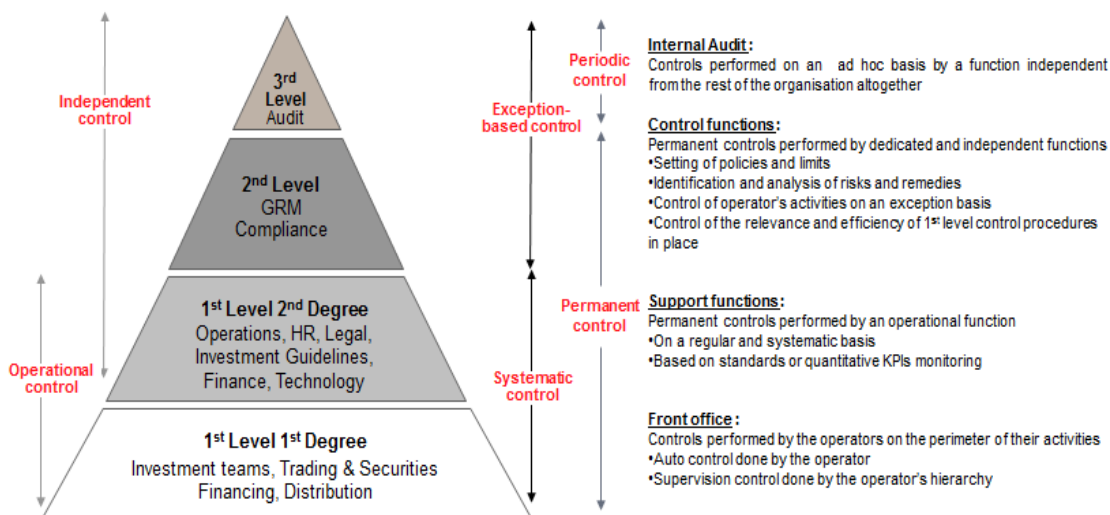 3rd
Level
Audit
2nd Level
GRM
Compliance
1st Level 2nd Degree
Operations, HR, Legal,
Investment Guidelines,
Finance, Technology
1st Level 1st Degree
Investment teams, Trading & Securities
Financing, Distribution
Independent
control
Operational
control
Exception-
based control
Systematic
control
Periodic
control
Permanent
control
Internal Audit :
Controls performed on an ad hoc basis by a function independent
from the rest of the organisation altogether
Control functions:
Permanent controls performed by dedicated and independent functions
•Setting of policies and limits
•Identification and analysis of risks and remedies
•Control of operator's activities on an exception basis
•Control of the relevance and efficiency of 1st level control procedures
in place
Support functions:
Permanent controls performed by an operational function
•On a regular and systematic basis
•Based on standards or quantitative KPIs monitoring
Front office :
Controls performed by the operators on the perimeter of their activities
•Auto control done by the operator
•Supervision control done by the operator's hierarchy